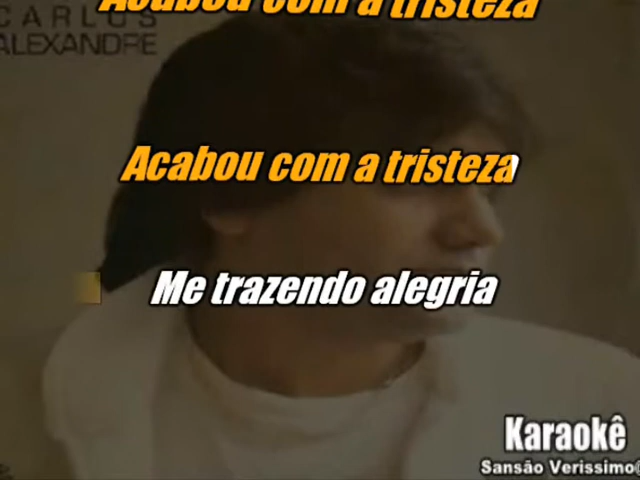 Acabou com a tristeza
CARLOS
ALEXANDRE
Acabou com a tristeza
Me trazendo alegria
Karaokê
Sansão Verissimo®